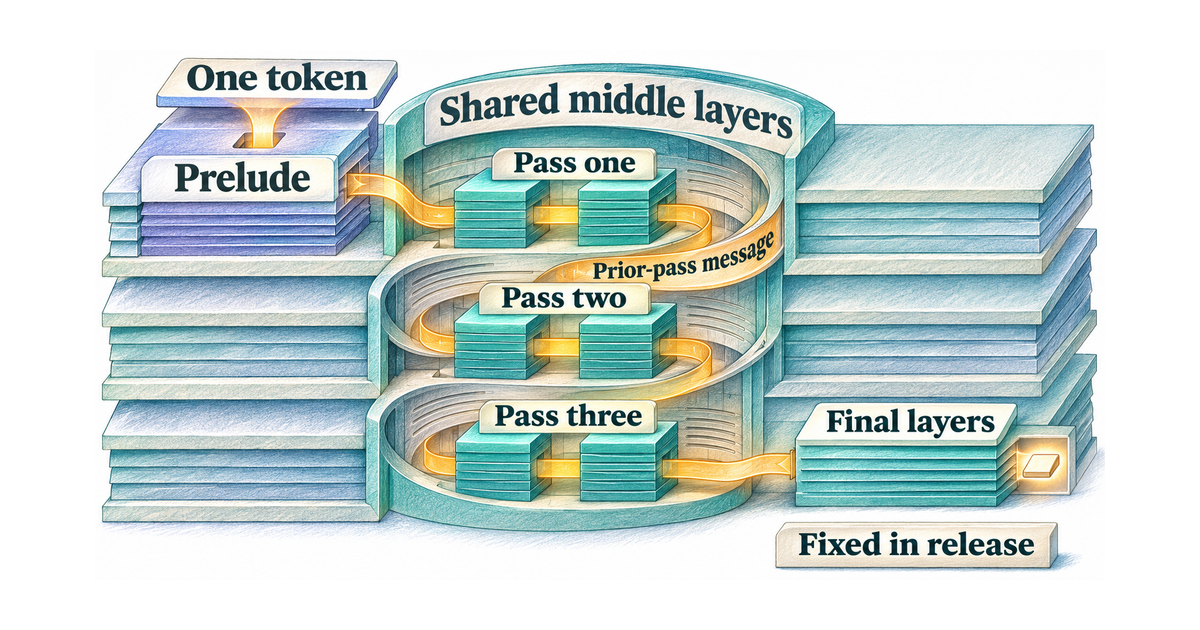 One token
Prelude
Shared middle layers
Pass one
Prior-pass message
Pass two
Pass three
Final layers
Fixed in release